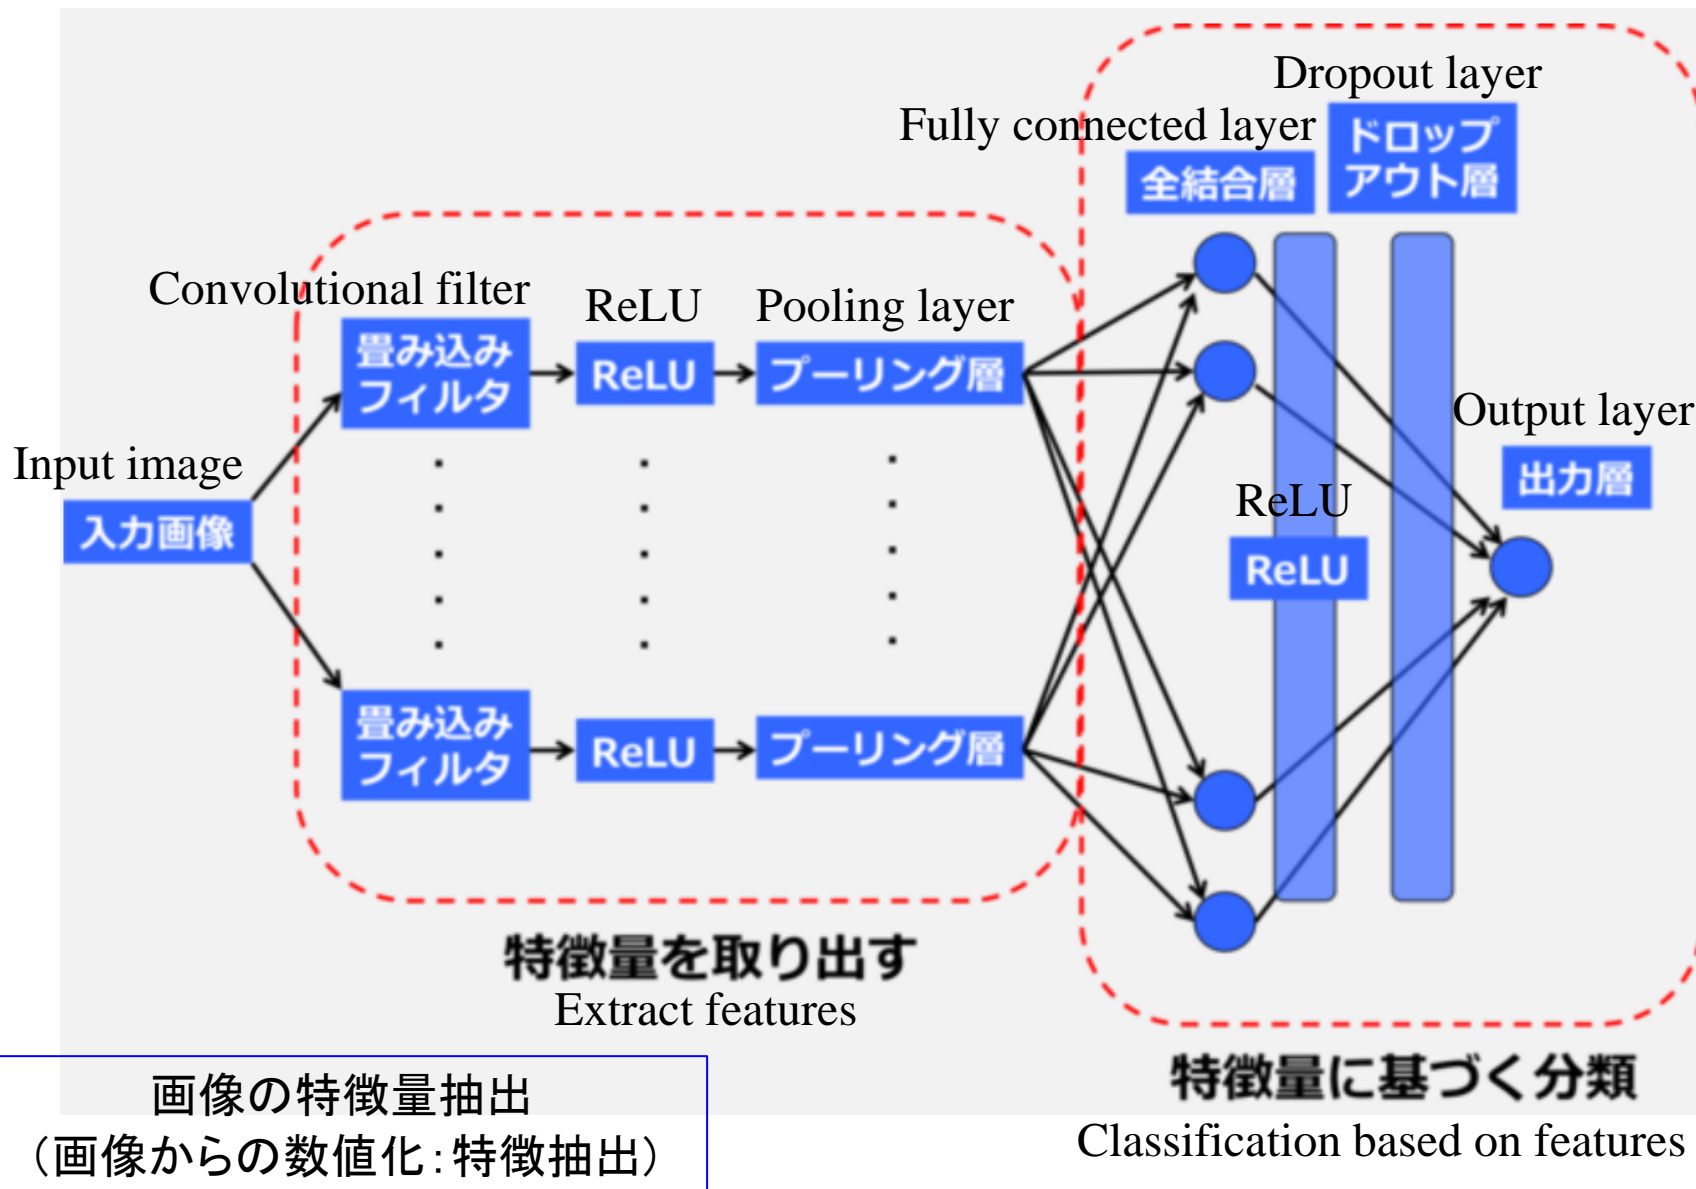 Dropout layer
Fully connected layer
ドロップ
アウト層
全結合層
Convolutional filter
ReLU
Pooling layer
畳み込み
フィルタ
ReLU
プーリング層
Output layer
出力層
Input image
入力画像
ReLU
ReLU
畳み込み
フィルタ
ReLU
プーリング層
特徴量を取り出す
Extract features
特徴量に基づく分類
Classification based on features
画像の特徴量抽出
（画像からの数値化：特徴抽出）